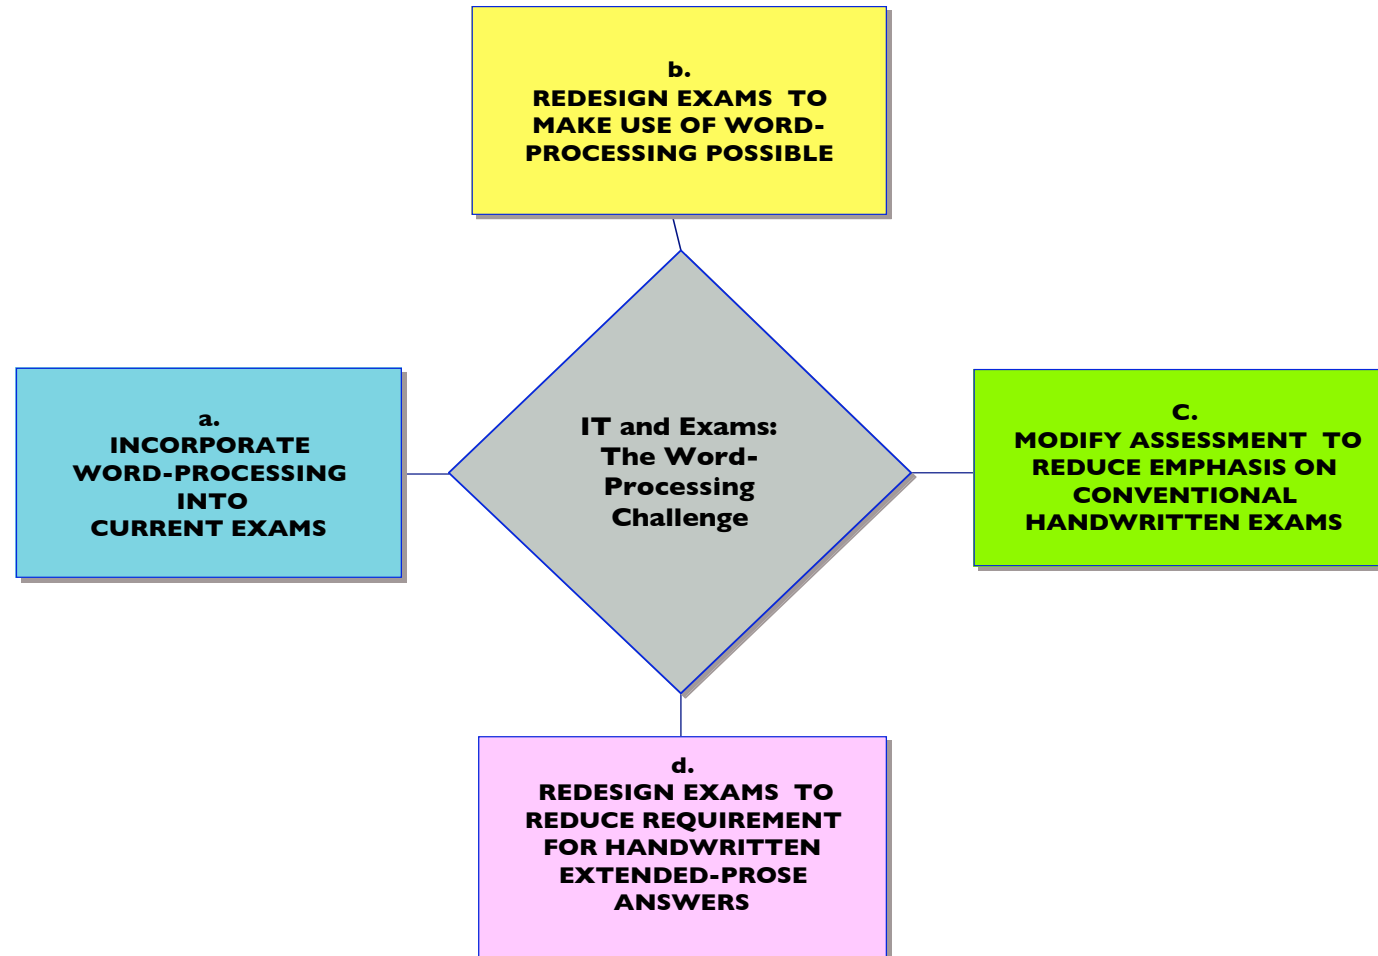 b.
REDESIGN EXAMS TO
MAKE USE OF WORD-
PROCESSING POSSIBLE
a.
INCORPORATE
WORD-PROCESSING
INTO
CURRENT EXAMS
IT and Exams:
The Word-
Processing
Challenge
C.
MODIFY ASSESSMENT TO
REDUCE EMPHASIS ON
CONVENTIONAL
HANDWRITTEN EXAMS
d.
REDESIGN EXAMS TO
REDUCE REQUIREMENT
FOR HANDWRITTEN
EXTENDED-PROSE
ANSWERS